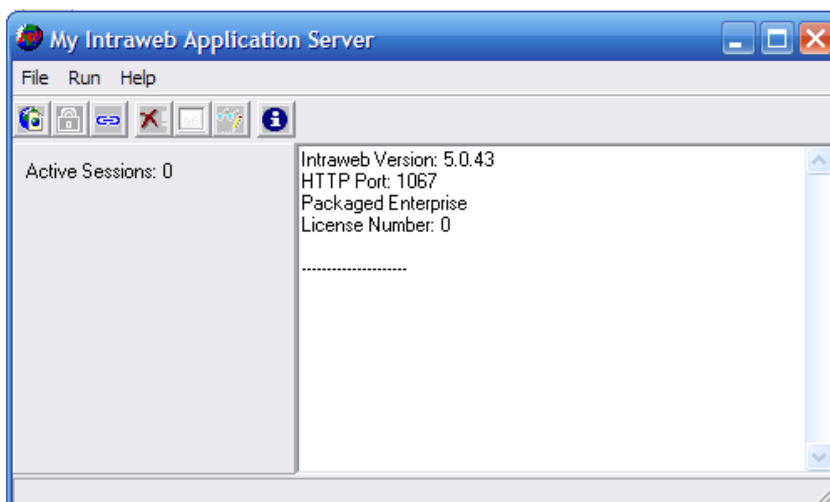 My Intraweb Application Server
File Run Help
Active Sessions: 0
Intraweb Version: 5.0.43
HTTP Port: 1067
Packaged Enterprise
License Number: 0
---------------------